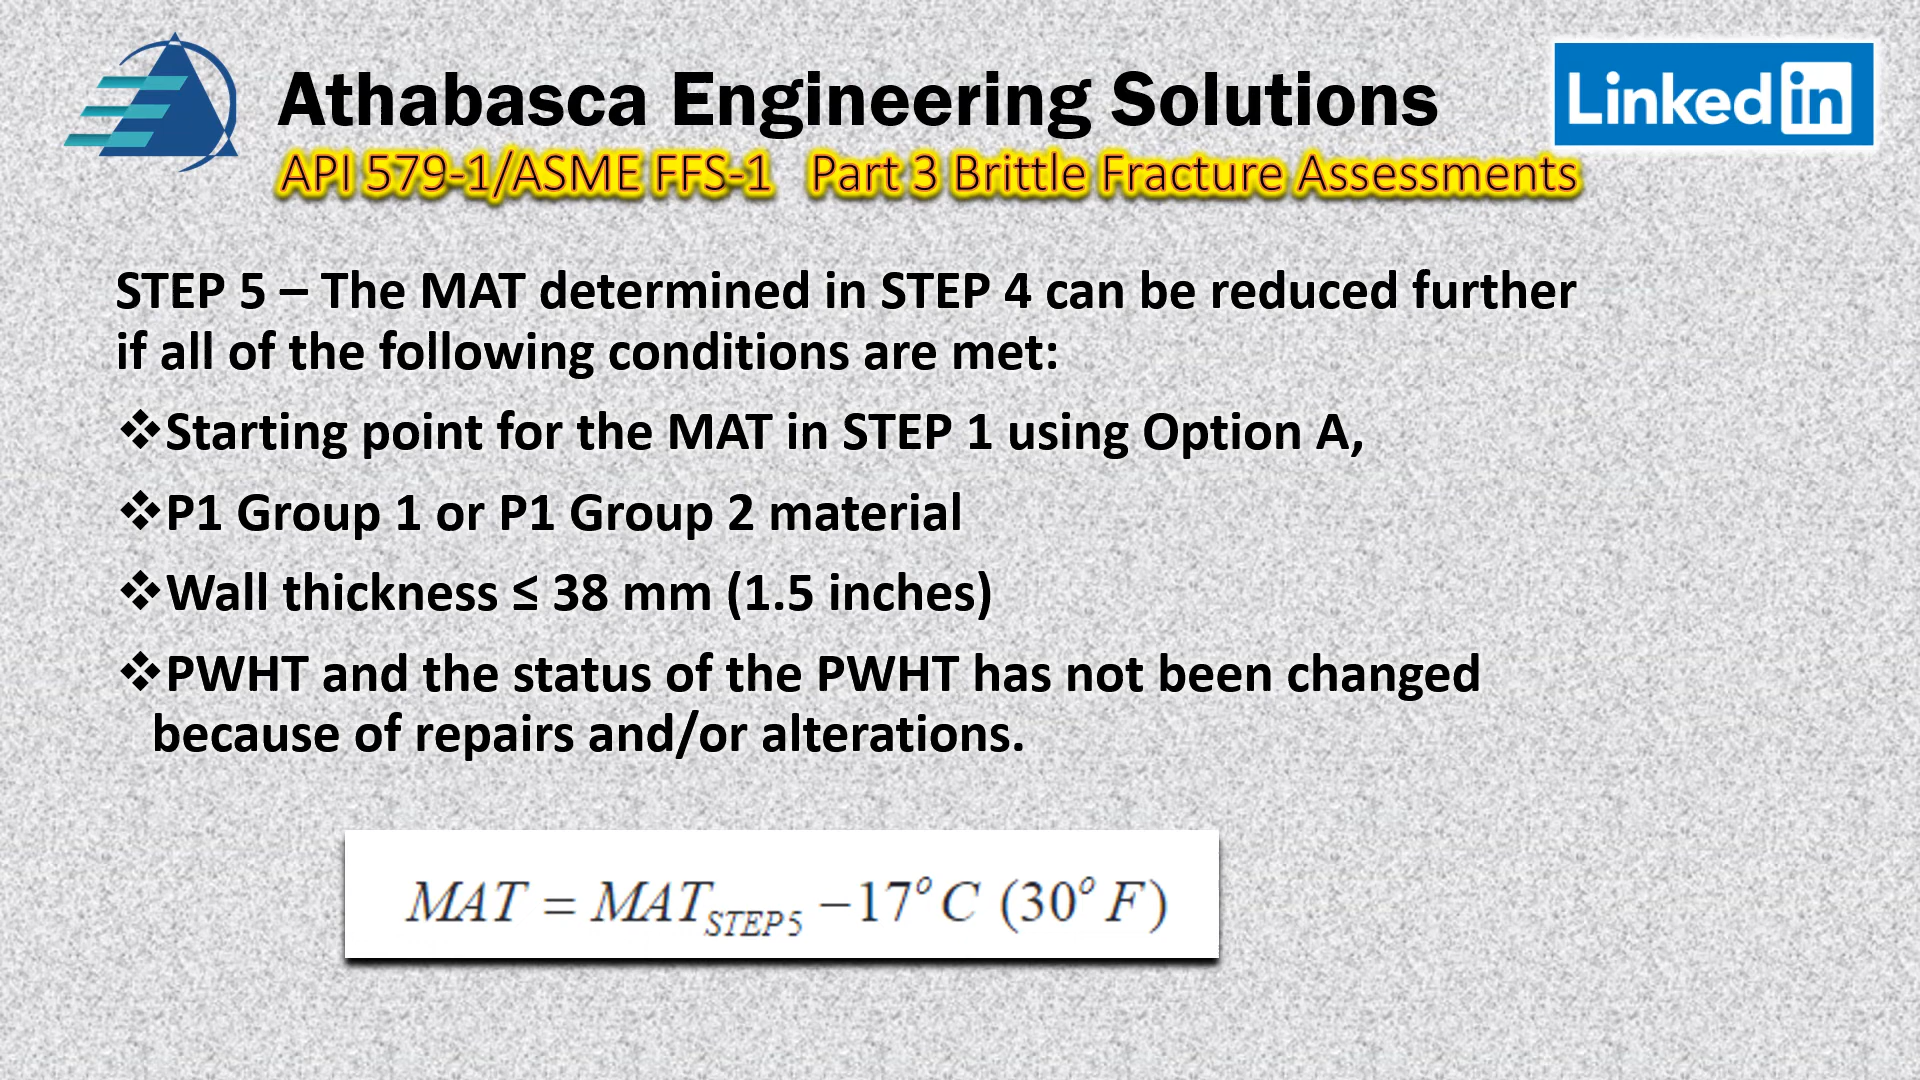 Athabasca Engineering Solutions
Linked in
API 579-1/ASME FFS-1 Part 3 Brittle Fracture Assessments
STEP 5 – The MAT determined in STEP 4 can be reduced further
if all of the following conditions are met:
❖Starting point for the MAT in STEP 1 using Option A,
❖P1 Group 1 or P1 Group 2 material
❖Wall thickness ≤ 38 mm (1.5 inches)
❖PWHT and the status of the PWHT has not been changed
because of repairs and/or alterations.
MAT = MAT_STEP5 −17°C (30°F)